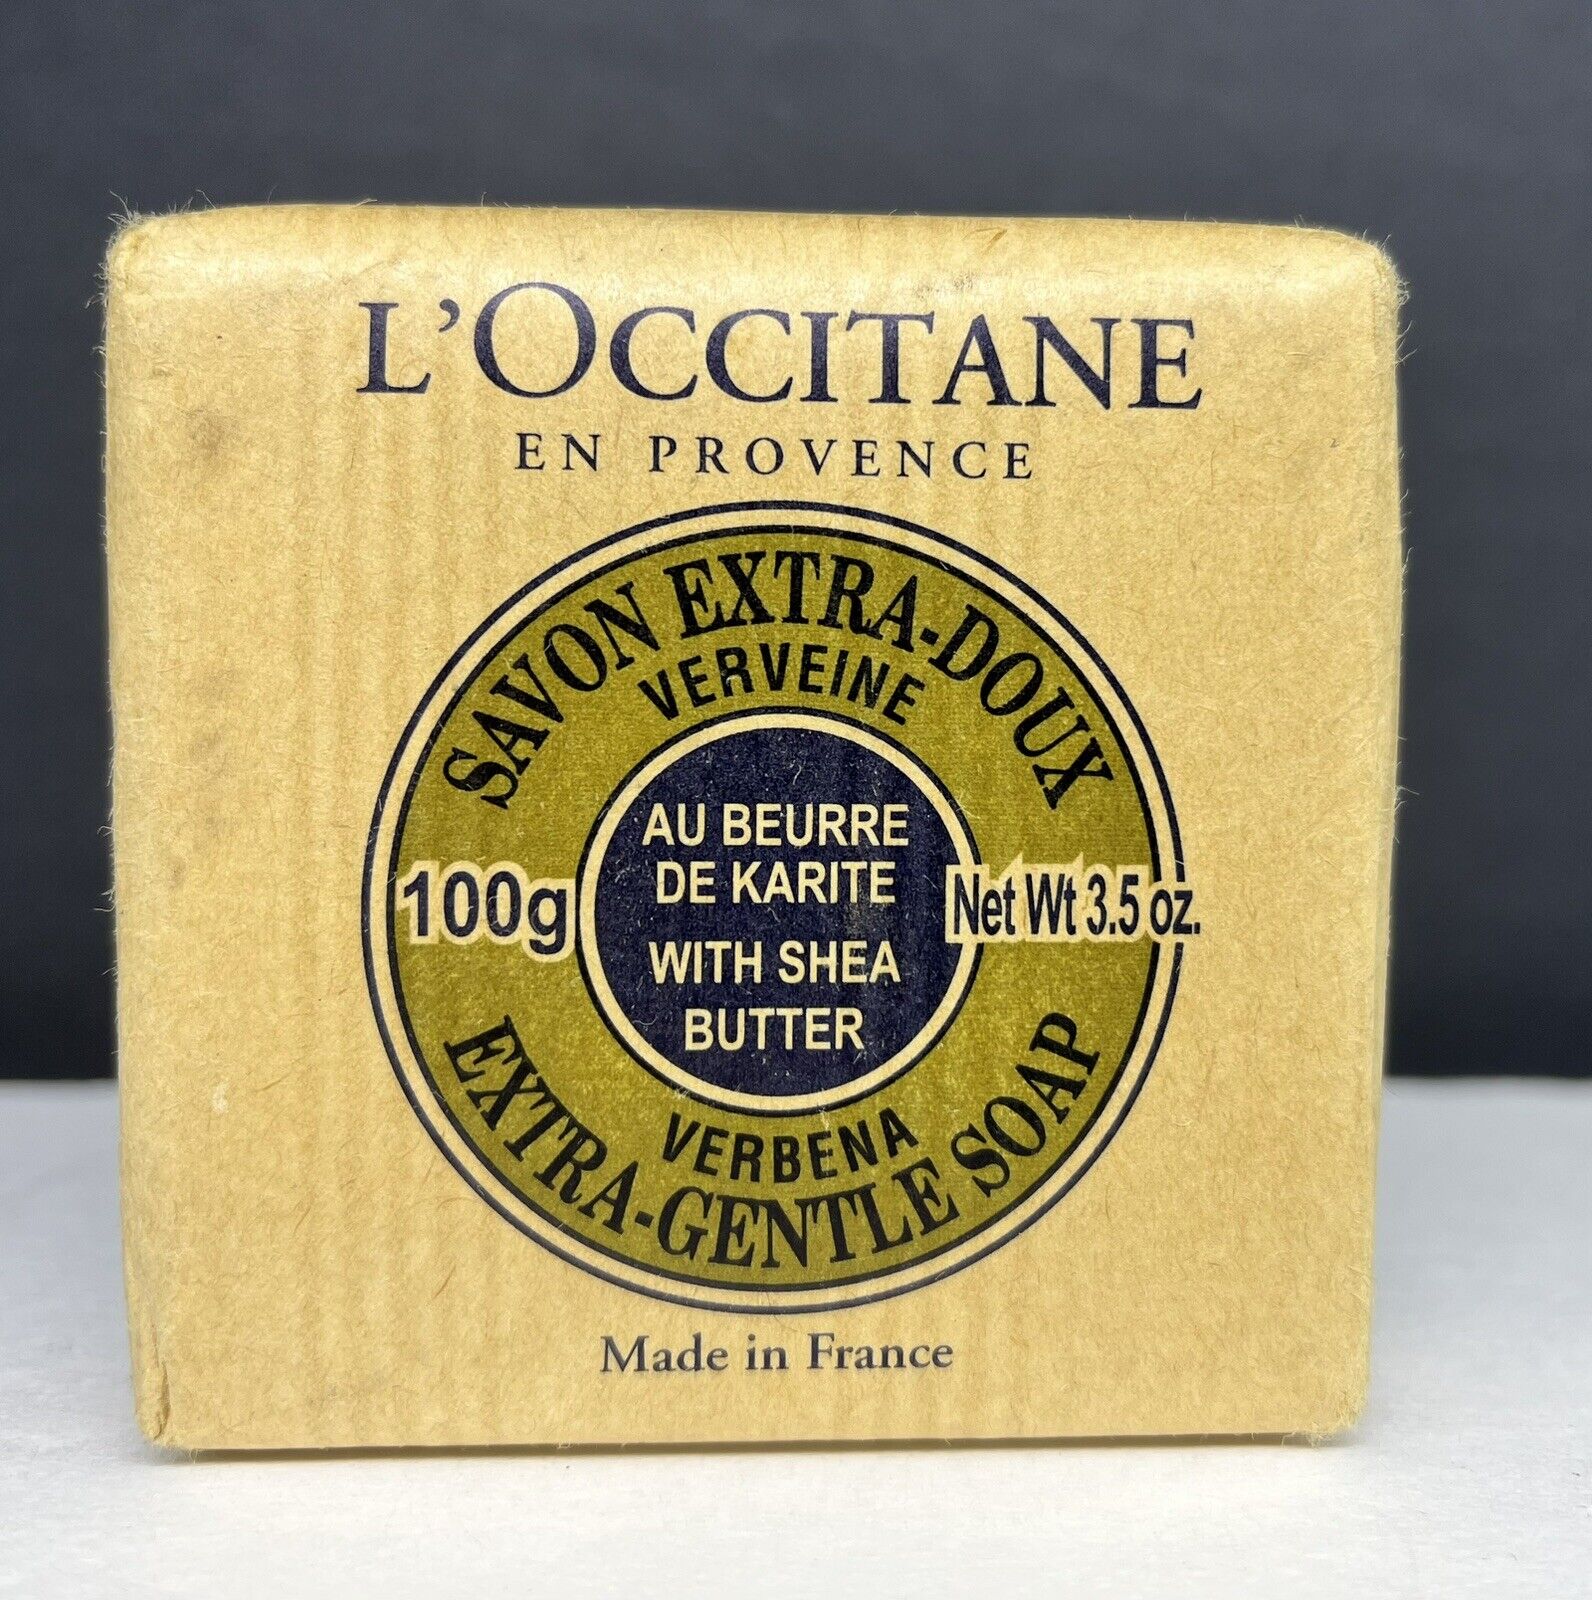 L'OCCITANE
EN PROVENCE
SAVON EXTRA-DOUX
VERVEINE
AU BEURRE
DE KARITE
100g
Net Wt 3.5 oz.
WITH SHEA
BUTTER
VERBENA
EXTRA-GENTLE SOAP
Made in France